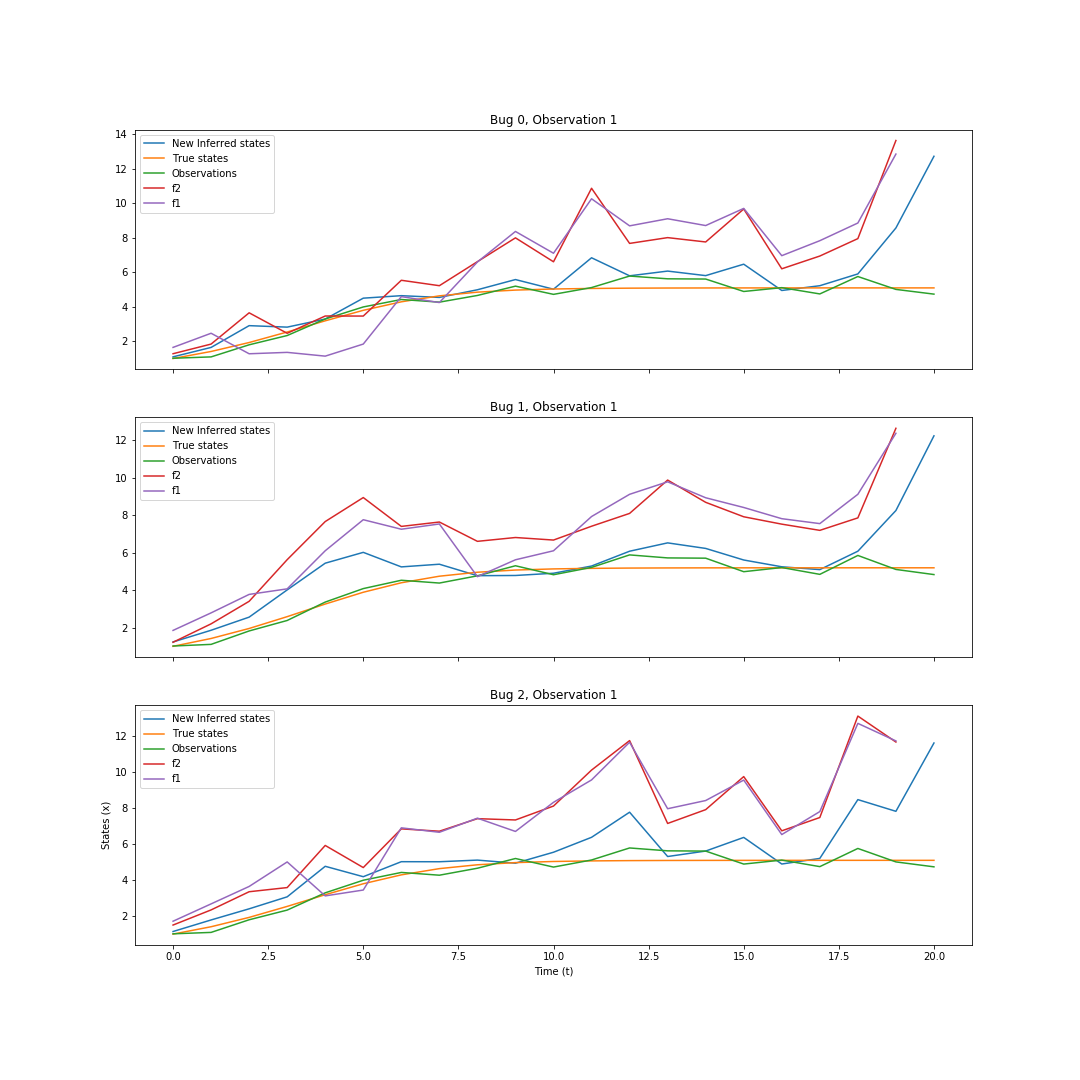 Bug 0, Observation 1
14
12
10
8
6
4
2
New Inferred states
True states
Observations
f2
f1
Bug 1, Observation 1
12
10
8
6
4
2
New Inferred states
True states
Observations
f2
f1
Bug 2, Observation 1
12
10
8
6
4
2
States (x)
New Inferred states
True states
Observations
f2
f1
0.0 2.5 5.0 7.5 10.0 12.5 15.0 17.5 20.0
Time (t)